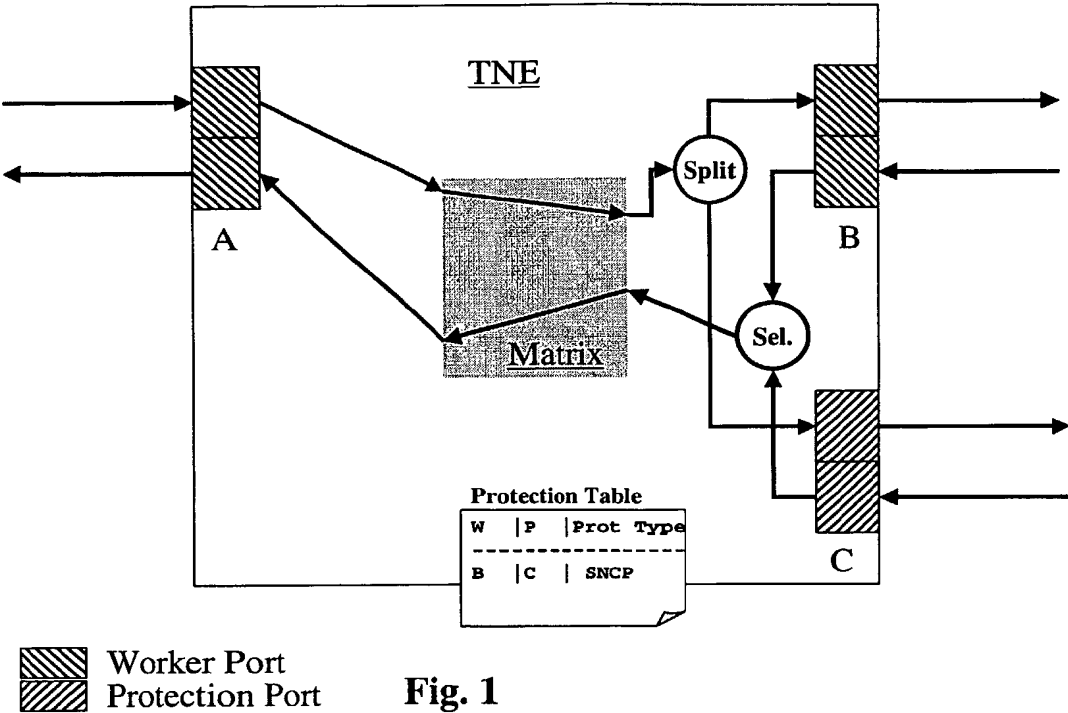 TNE
Split
A
B
Sel.
Matrix
Protection Table
W |P |Prot Type
--------------------
B |C | SNCP
C
Worker Port
Protection Port
Fig. 1